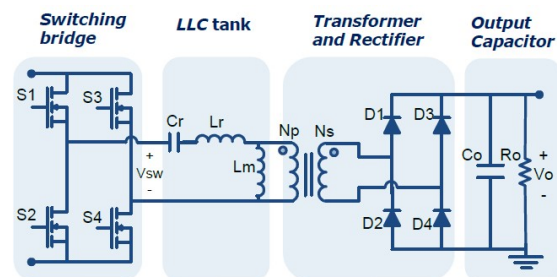 Switching
bridge
LLC tank
Transformer
and Rectifier
Output
Capacitor
S1
S3
S2
S4
+
Vsw
-
Cr
Lr
Lm
Np
Ns
D1
D3
D2
D4
Co
Ro
+
Vo
-